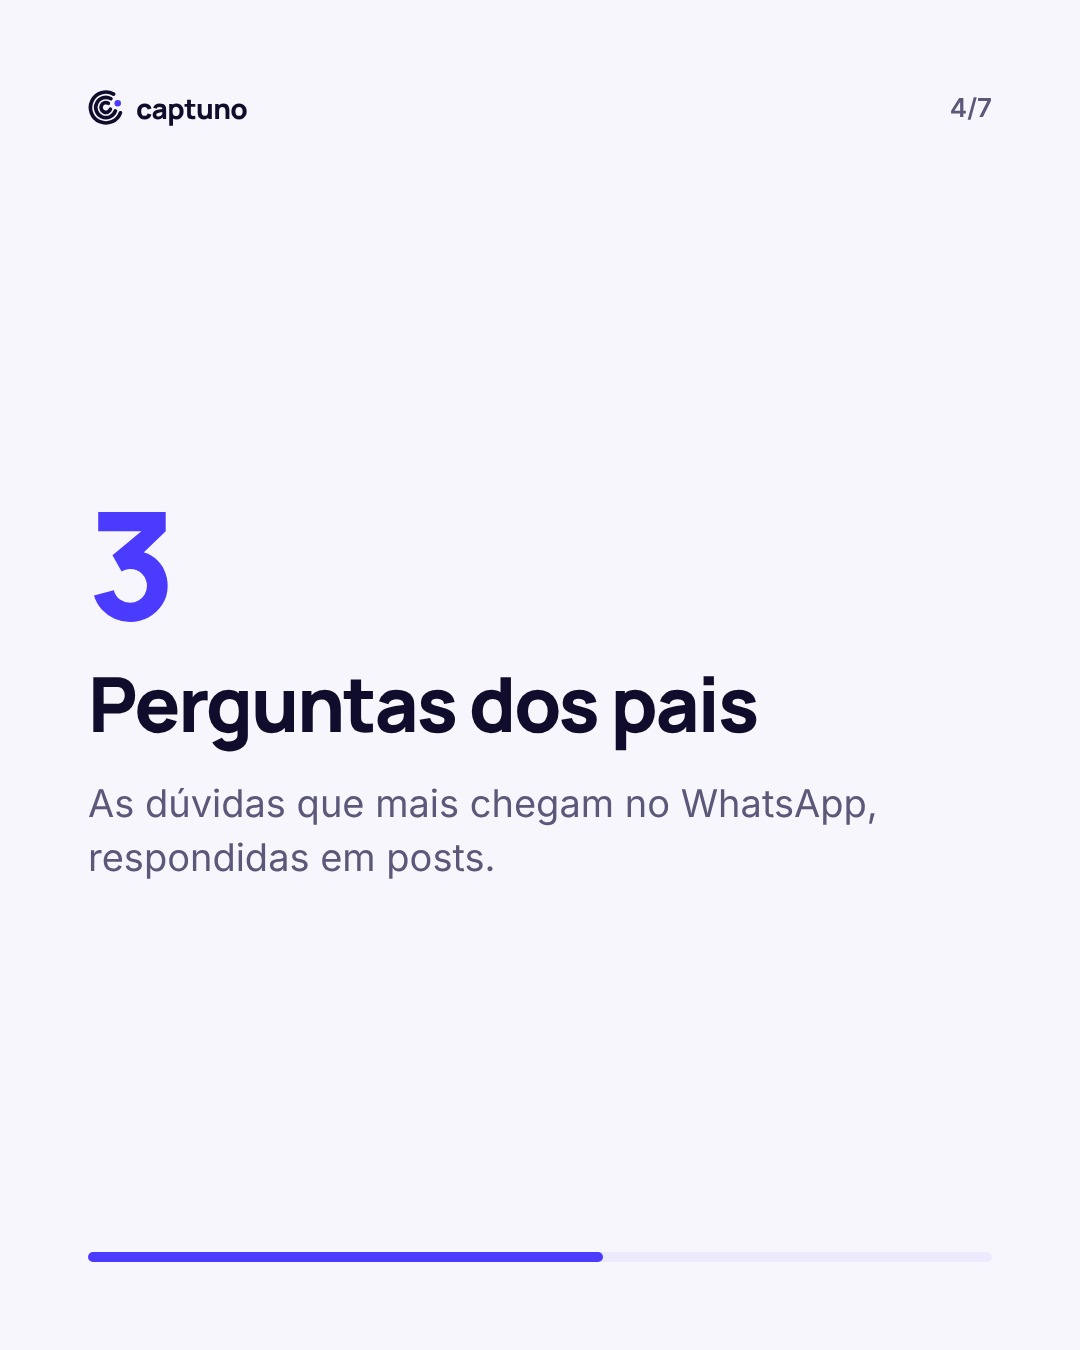 captuno
4/7
3
Perguntas dos pais
As dúvidas que mais chegam no WhatsApp,
respondidas em posts.